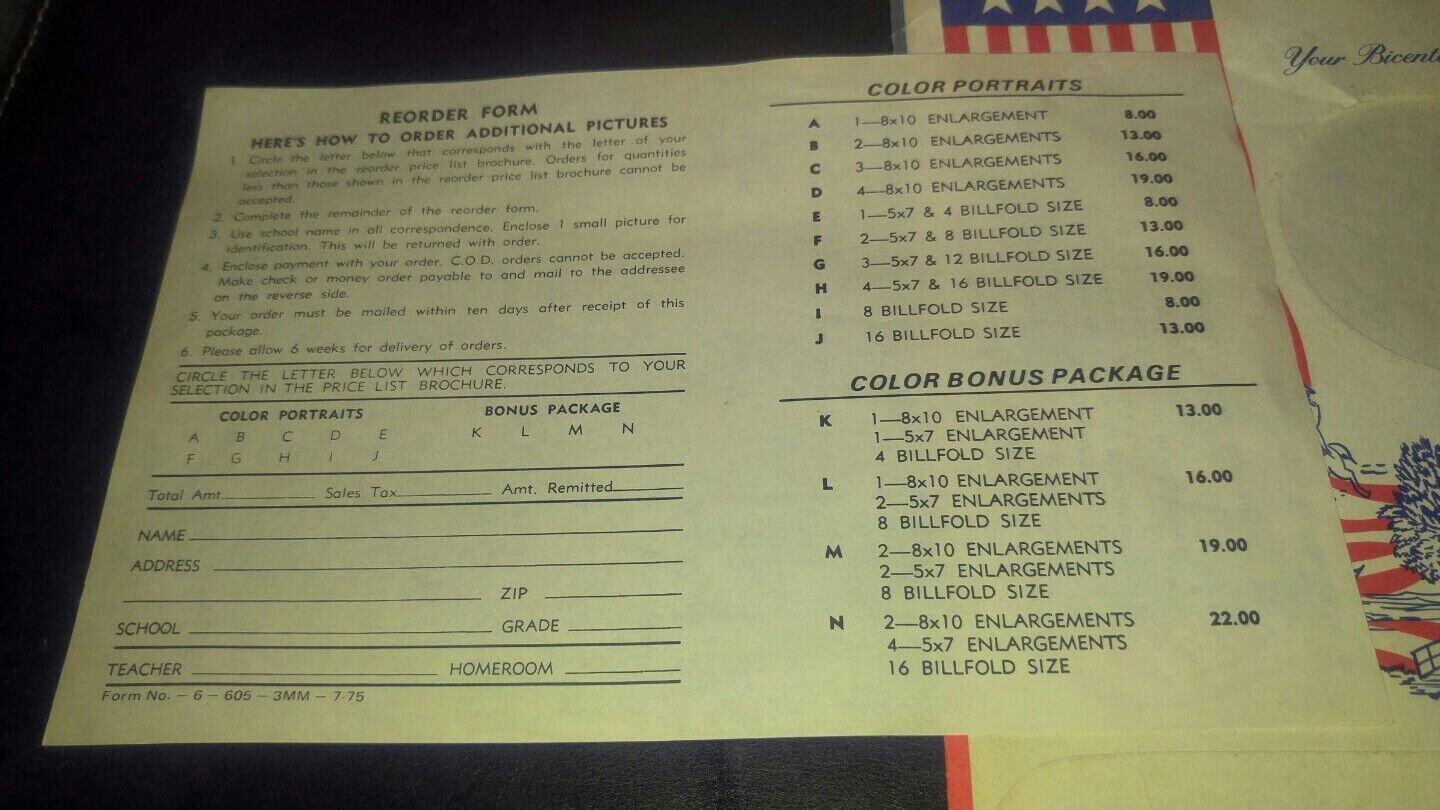 REORDER FORM
HERE'S HOW TO ORDER ADDITIONAL PICTURES
1. Circle the letter below that corresponds with the letter of your
selection in the reorder price list brochure. Orders for quantities
less than those shown in the reorder price list brochure cannot be
accepted.
2. Complete the remainder of the reorder form.
3. Use school name in all correspondence. Enclose 1 small picture for
identification. This will be returned with order.
4. Enclose payment with your order. C.O.D. orders cannot be accepted.
Make check or money order payable to and mail to the addressee
on the reverse side.
5. Your order must be mailed within ten days after receipt of this
package.
6. Please allow 6 weeks for delivery of orders.
CIRCLE THE LETTER BELOW WHICH CORRESPONDS TO YOUR
SELECTION IN THE PRICE LIST BROCHURE.
COLOR PORTRAITS BONUS PACKAGE
A B C D E K L M N
F G H I J
Total Amt. Sales Tax Amt. Remitted
NAME
ADDRESS
ZIP
SCHOOL GRADE
TEACHER HOMEROOM
Form No. – 6 – 605 – 3MM – 7-75
COLOR PORTRAITS
A 1—8x10 ENLARGEMENT 8.00
B 2—8x10 ENLARGEMENTS 13.00
C 3—8x10 ENLARGEMENTS 16.00
D 4—8x10 ENLARGEMENTS 19.00
E 1—5x7 & 4 BILLFOLD SIZE 8.00
F 2—5x7 & 8 BILLFOLD SIZE 13.00
G 3—5x7 & 12 BILLFOLD SIZE 16.00
H 4—5x7 & 16 BILLFOLD SIZE 19.00
I 8 BILLFOLD SIZE 8.00
J 16 BILLFOLD SIZE 13.00
COLOR BONUS PACKAGE
K 1—8x10 ENLARGEMENT 13.00
1—5x7 ENLARGEMENT
4 BILLFOLD SIZE
L 1—8x10 ENLARGEMENT 16.00
2—5x7 ENLARGEMENTS
8 BILLFOLD SIZE
M 2—8x10 ENLARGEMENTS 19.00
2—5x7 ENLARGEMENTS
8 BILLFOLD SIZE
N 2—8x10 ENLARGEMENTS 22.00
4—5x7 ENLARGEMENTS
16 BILLFOLD SIZE
Your Bicent